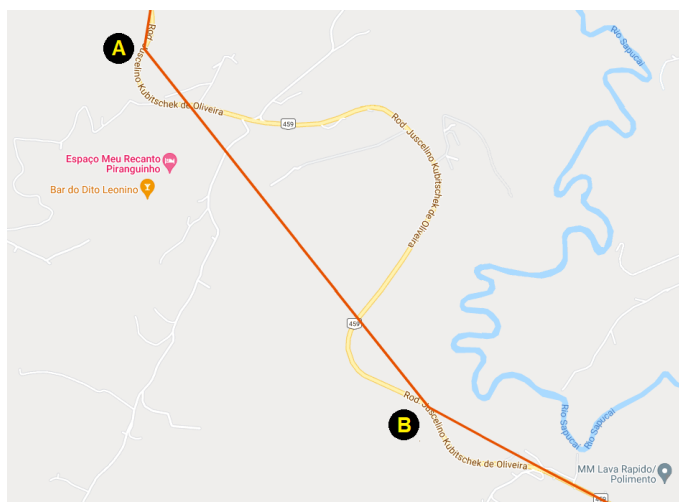 Rod. Juscelino Kubitschek de Oliveira
A
Rio Sapucaí
459
Rod. Juscelino Kubitschek de Oliveira
Espaço Meu Recanto
Piranguinho
Bar do Dito Leonino
459
Rod. Juscelino Kubitschek de Oliveira
B
Rio Sapucaí
Rio Sapucaí
MM Lava Rapido/
Polimento
459